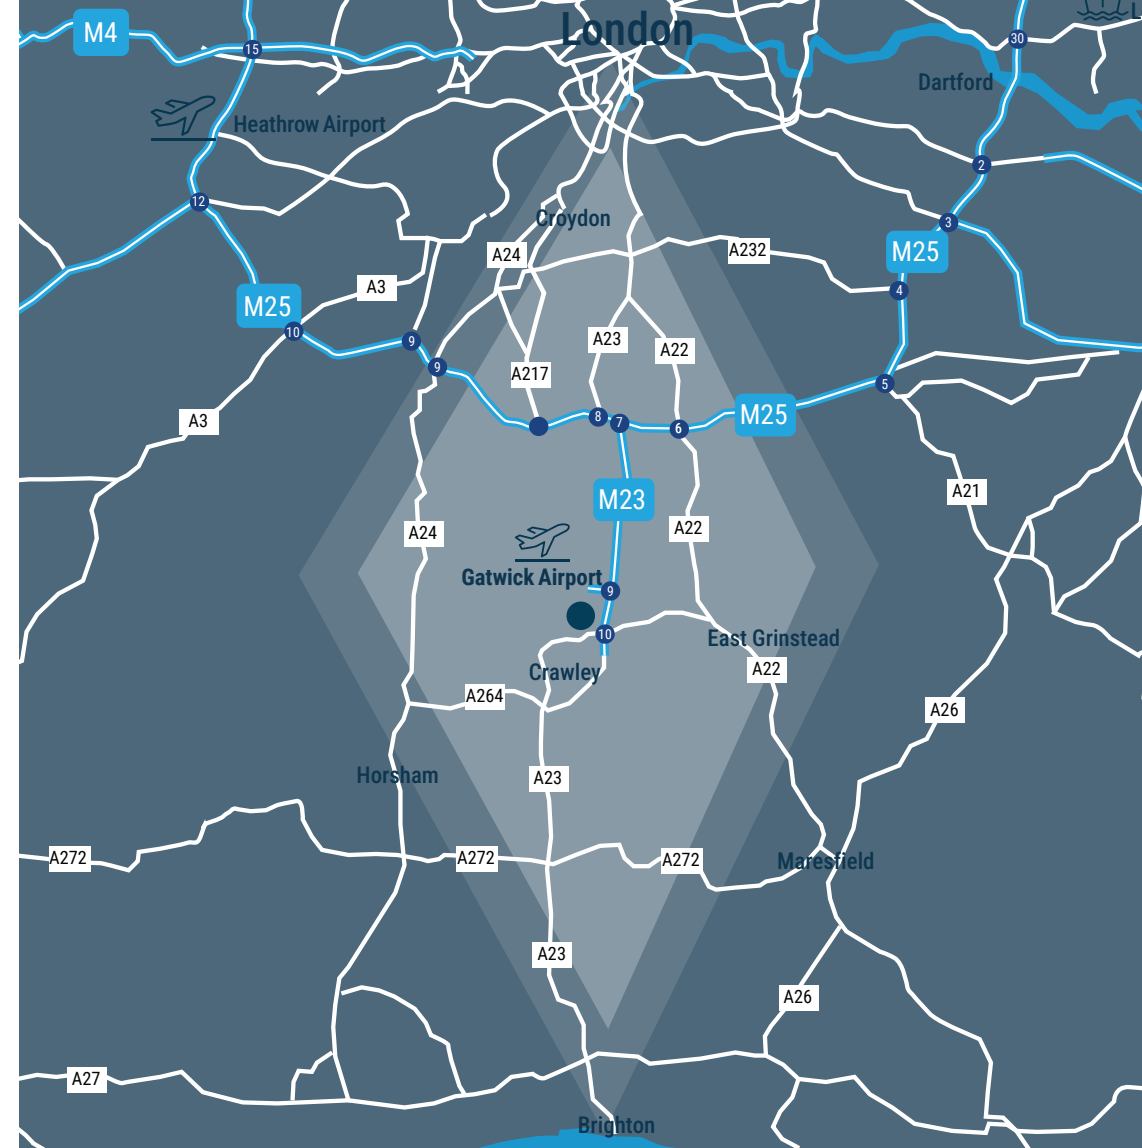 London
M4
15
30
Dartford
Heathrow Airport
2
12
3
Croydon
A24
A232
M25
A3
4
M25
10
9
A23
A22
9
A217
5
A3
8
7
6
M25
A21
M23
A24
A22
Gatwick Airport
9
10
East Grinstead
Crawley
A22
A264
A26
Horsham
A23
A272
A272
A272
Maresfield
A23
A26
A27
Brighton